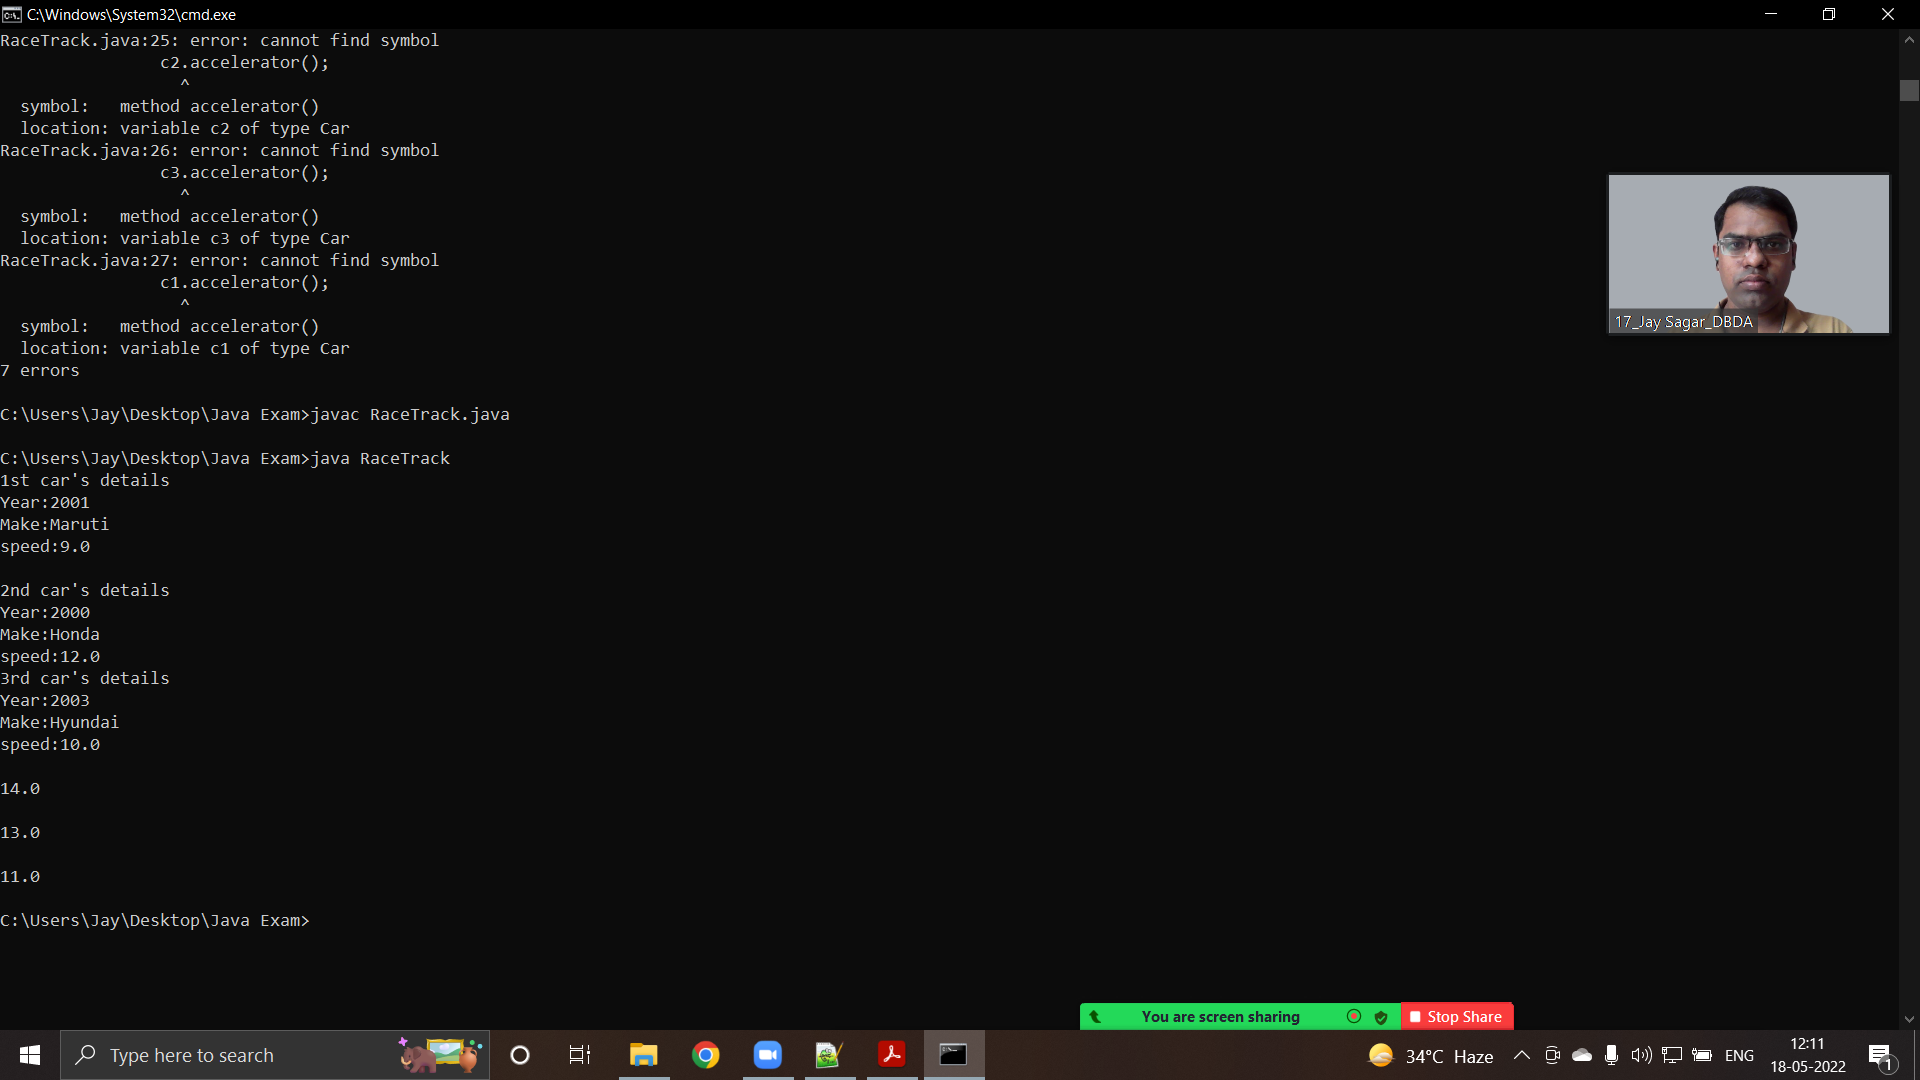 C:\Windows\System32\cmd.exe
RaceTrack.java:25: error: cannot find symbol
c2.accelerator();
^
symbol:   method accelerator()
location: variable c2 of type Car
RaceTrack.java:26: error: cannot find symbol
c3.accelerator();
^
symbol:   method accelerator()
location: variable c3 of type Car
RaceTrack.java:27: error: cannot find symbol
c1.accelerator();
^
symbol:   method accelerator()
location: variable c1 of type Car
7 errors
C:\Users\Jay\Desktop\Java Exam>javac RaceTrack.java
C:\Users\Jay\Desktop\Java Exam>java RaceTrack
1st car's details
Year:2001
Make:Maruti
speed:9.0
2nd car's details
Year:2000
Make:Honda
speed:12.0
3rd car's details
Year:2003
Make:Hyundai
speed:10.0
14.0
13.0
11.0
C:\Users\Jay\Desktop\Java Exam>
17_Jay Sagar_DBDA
You are screen sharing
Stop Share
Type here to search
34°C Haze
ENG
12:11
18-05-2022
1